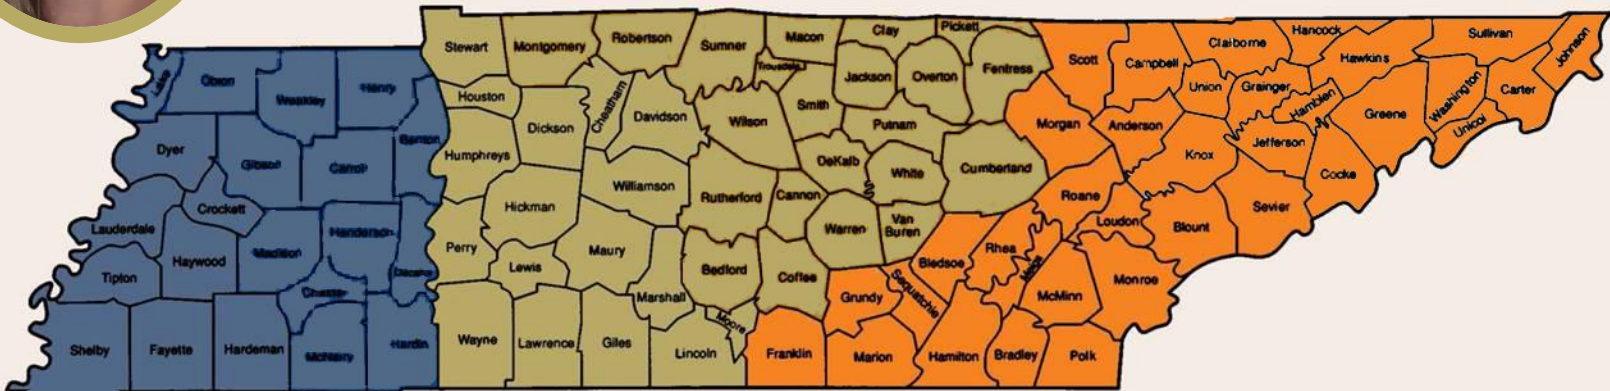 Lake
Obion
Weakley
Henry
Benton
Dyer
Gibson
Carroll
Crockett
Lauderdale
Haywood
Madison
Henderson
Decatur
Tipton
Chester
Shelby
Fayette
Hardeman
McNairy
Hardin
Stewart
Montgomery
Robertson
Sumner
Macon
Clay
Pickett
Trousdale
Jackson
Overton
Fentress
Houston
Dickson
Cheatham
Davidson
Wilson
Smith
Putnam
Humphreys
Williamson
DeKalb
White
Cumberland
Hickman
Rutherford
Cannon
Warren
Van
Buren
Perry
Lewis
Maury
Bedford
Coffee
Marshall
Moore
Wayne
Lawrence
Giles
Lincoln
Scott
Campbell
Claiborne
Hancock
Hawkins
Sullivan
Johnson
Union
Grainger
Hamblen
Greene
Washington
Carter
Unicoi
Morgan
Anderson
Knox
Jefferson
Cocke
Roane
Loudon
Blount
Sevier
Bledsoe
Rhea
Meigs
Monroe
McMinn
Grundy
Sequatchie
Franklin
Marion
Hamilton
Bradley
Polk